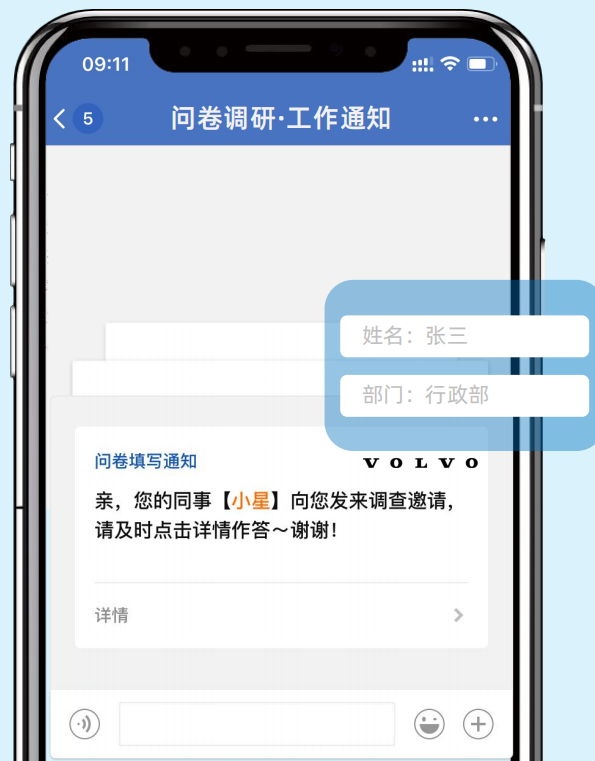 09:11
5
问卷调研·工作通知
姓名：张三
部门：行政部
问卷填写通知
VOLVO
亲，您的同事【小星】向您发来调查邀请，
请及时点击详情作答～谢谢！
详情